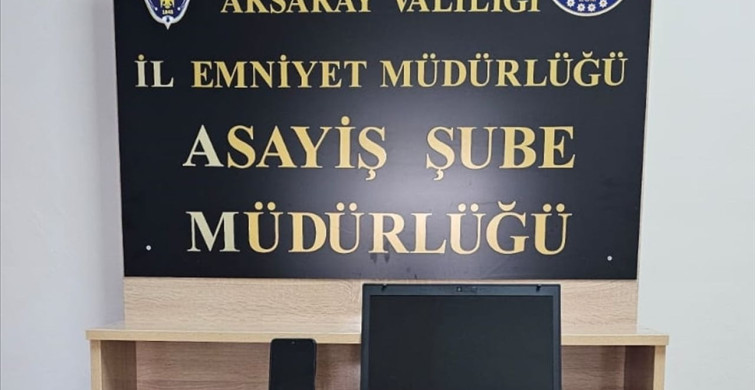 AKSARAY VALİLİĞİ
İL EMNİYET MÜDÜRLÜĞÜ
ASAYİŞ ŞUBE
MÜDÜRLÜĞÜ